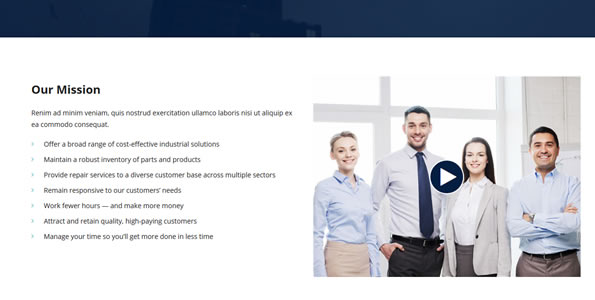 Our Mission
Renim ad minim veniam, quis nostrud exercitation ullamco laboris nisi ut aliquip ex
ea commodo consequat.
Offer a broad range of cost-effective industrial solutions
Maintain a robust inventory of parts and products
Provide repair services to a diverse customer base across multiple sectors
Remain responsive to our customers' needs
Work fewer hours — and make more money
Attract and retain quality, high-paying customers
Manage your time so you'll get more done in less time